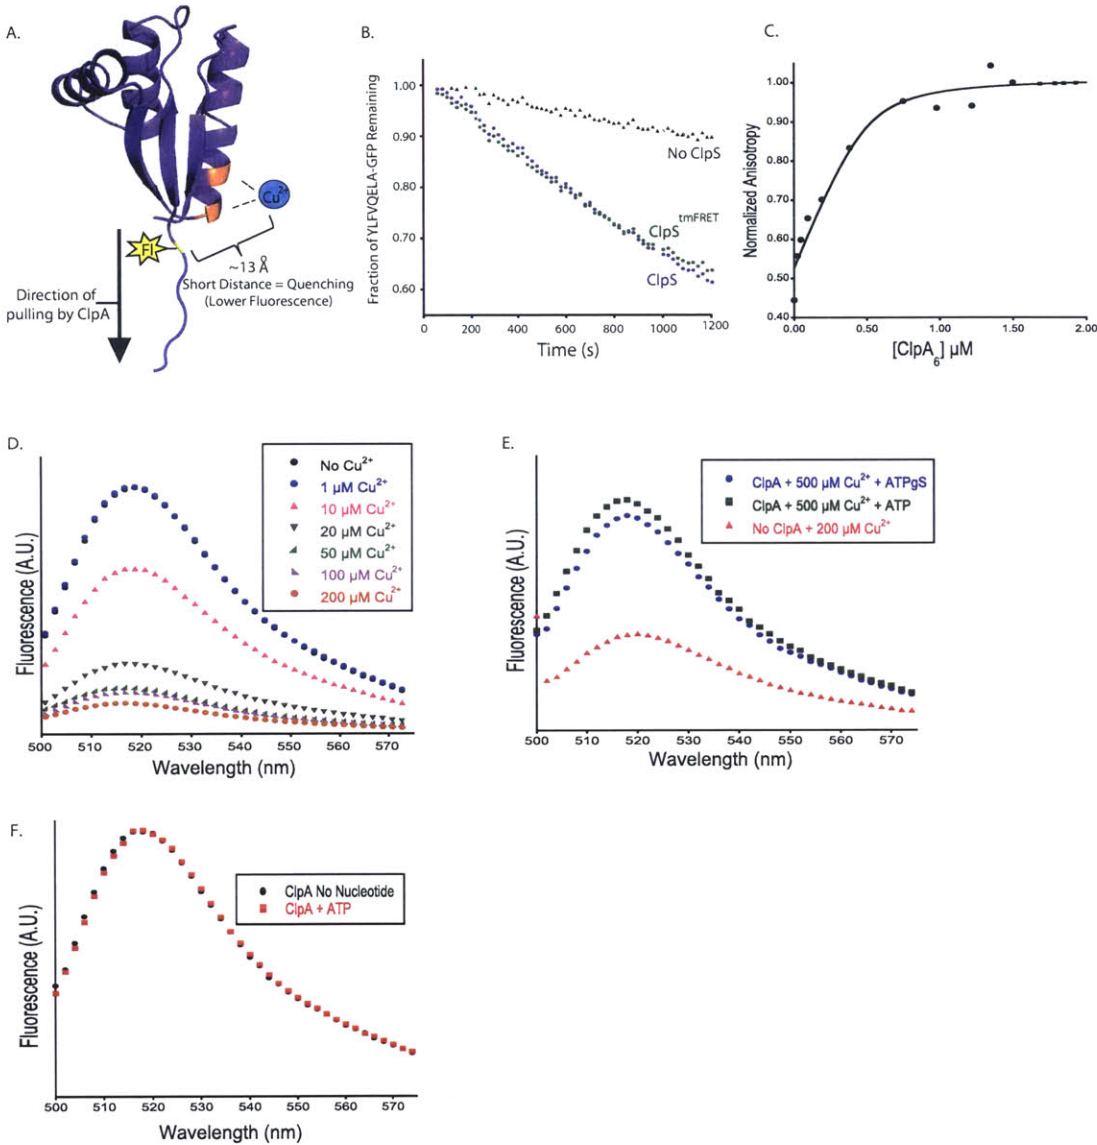 A.
Cu2+
Fl
~13 Å
Short Distance = Quenching
(Lower Fluorescence)
Direction of
pulling by ClpA
B.
Fraction of YLFVQELA-GFP Remaining
1.00
0.90
0.80
0.70
0.60
No ClpS
ClpS tmFRET
ClpS
0
200
400
600
800
1000
1200
Time (s)
C.
Normalized Anisotropy
1.00
0.90
0.80
0.70
0.60
0.50
0.40
0.00
0.50
1.00
1.50
2.00
[ClpA6] µM
D.
Fluorescence (A.U.)
No Cu2+
1 µM Cu2+
10 µM Cu2+
20 µM Cu2+
50 µM Cu2+
100 µM Cu2+
200 µM Cu2+
500
510
520
530
540
550
560
570
Wavelength (nm)
E.
Fluorescence (A.U.)
ClpA + 500 µM Cu2+ + ATPgS
ClpA + 500 µM Cu2+ + ATP
No ClpA + 200 µM Cu2+
500
510
520
530
540
550
560
570
Wavelength (nm)
F.
Fluorescence (A.U.)
ClpA No Nucleotide
ClpA + ATP
500
510
520
530
540
550
560
570
Wavelength (nm)